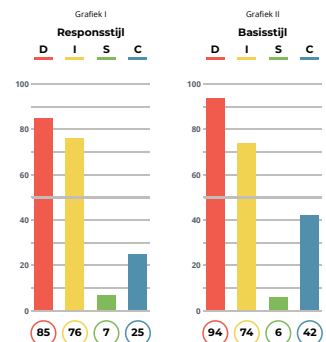 Grafiek I
Responsstijl
D I S C
100
80
60
40
20
0
85 76 7 25
Grafiek II
Basisstijl
D I S C
100
80
60
40
20
0
94 74 6 42